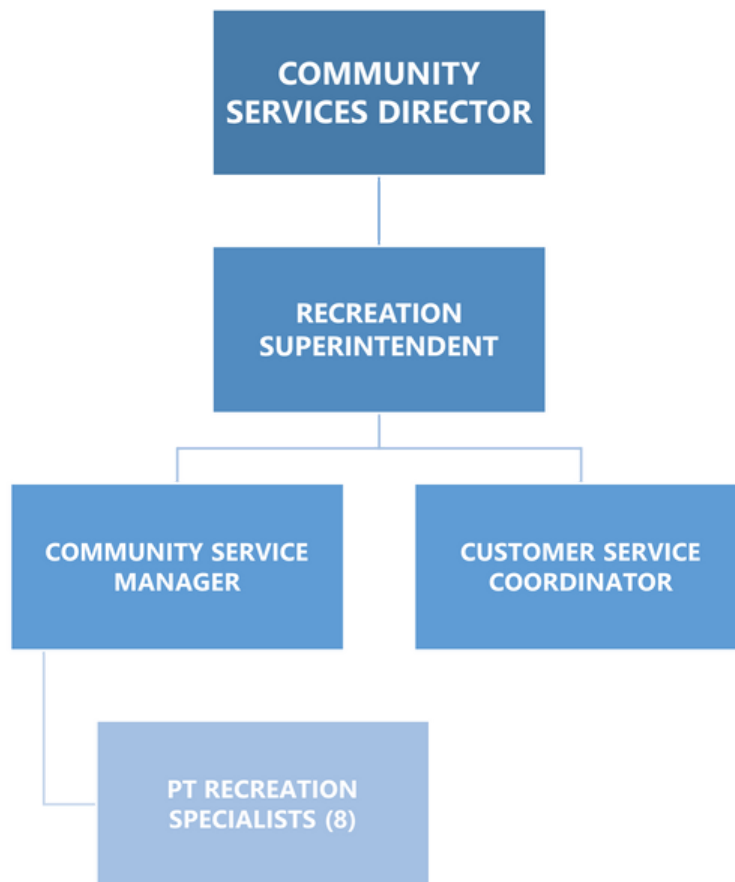 COMMUNITY
SERVICES DIRECTOR
RECREATION
SUPERINTENDENT
COMMUNITY SERVICE
MANAGER
CUSTOMER SERVICE
COORDINATOR
PT RECREATION
SPECIALISTS (8)